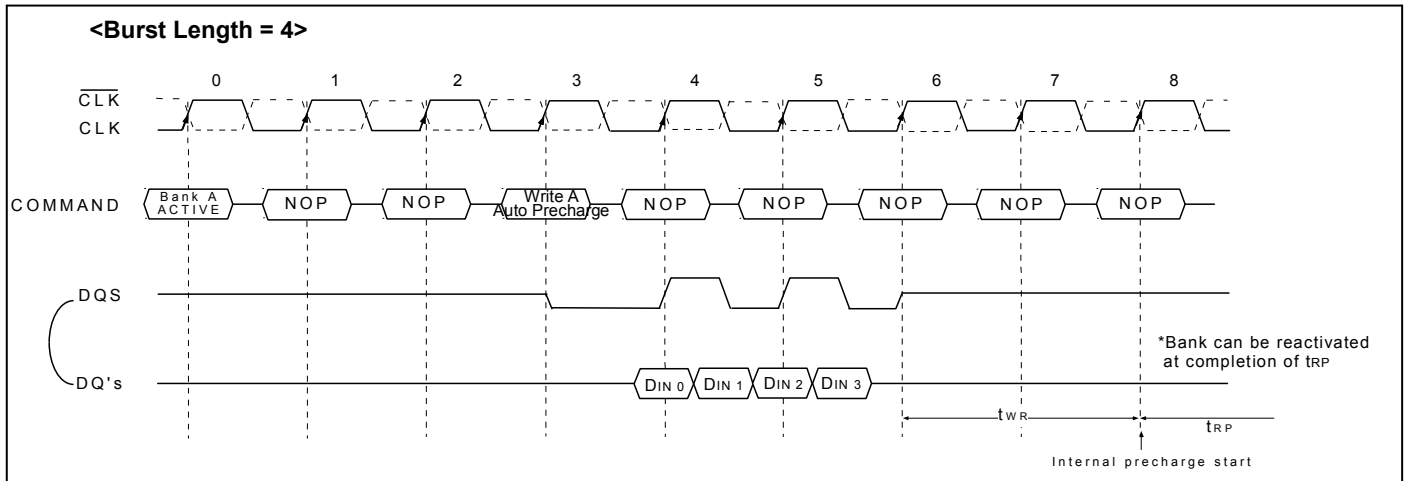 <Burst Length = 4>
0 1 2 3 4 5 6 7 8
CLK
CLK
COMMAND
Bank A
ACTIVE
NOP
NOP
Write A
Auto Precharge
NOP
NOP
NOP
NOP
NOP
DQS
*Bank can be reactivated
at completion of tRP
DQ's
DIN 0
DIN 1
DIN 2
DIN 3
tWR
tRP
Internal precharge start